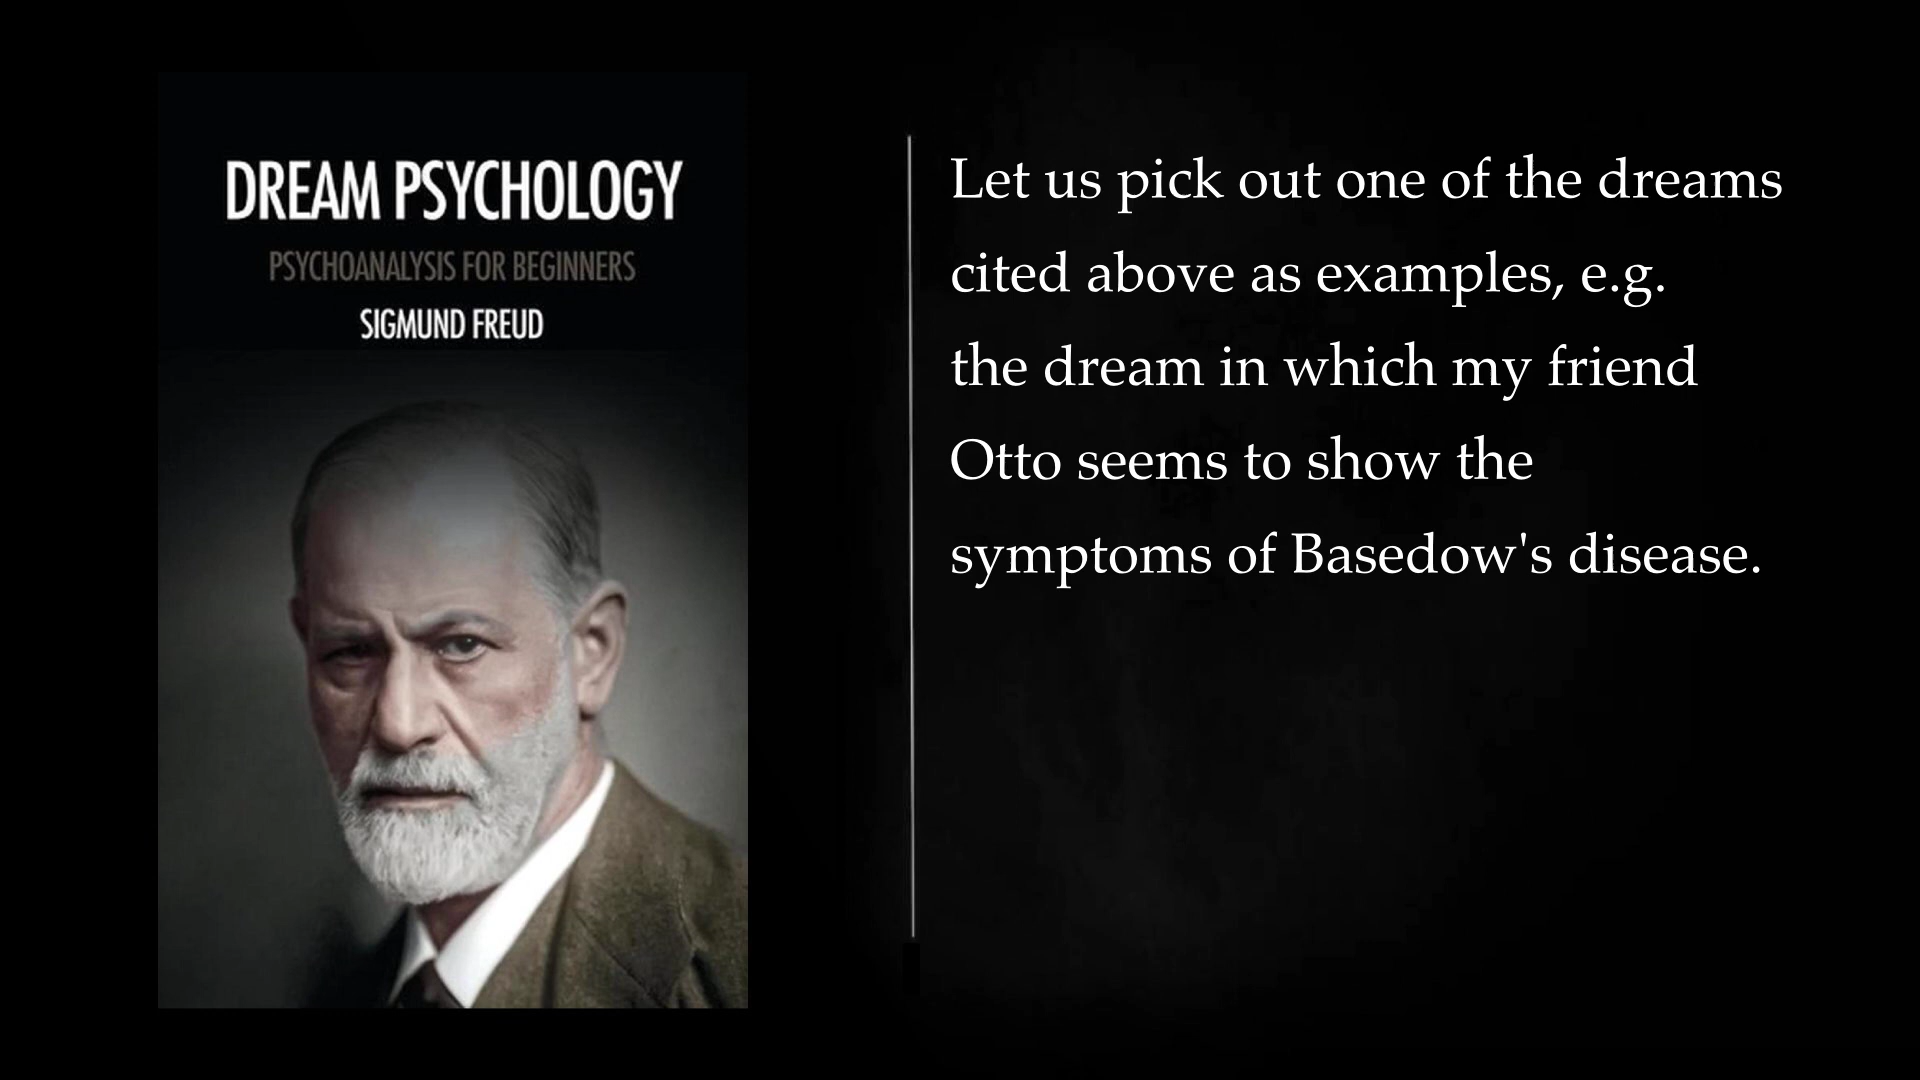 DREAM PSYCHOLOGY
PSYCHOANALYSIS FOR BEGINNERS
SIGMUND FREUD
Let us pick out one of the dreams
cited above as examples, e.g.
the dream in which my friend
Otto seems to show the
symptoms of Basedow's disease.